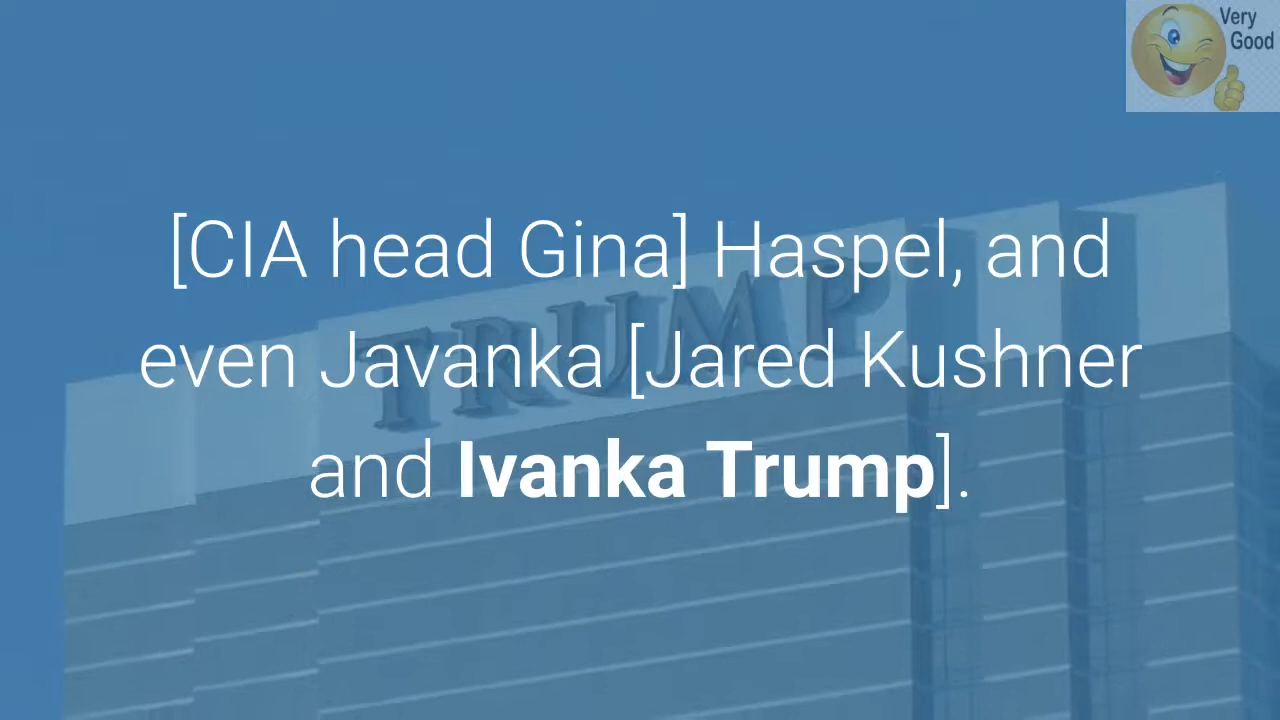 Very
Good
[CIA head Gina] Haspel, and
even Javanka [Jared Kushner
and Ivanka Trump].
TRUMP